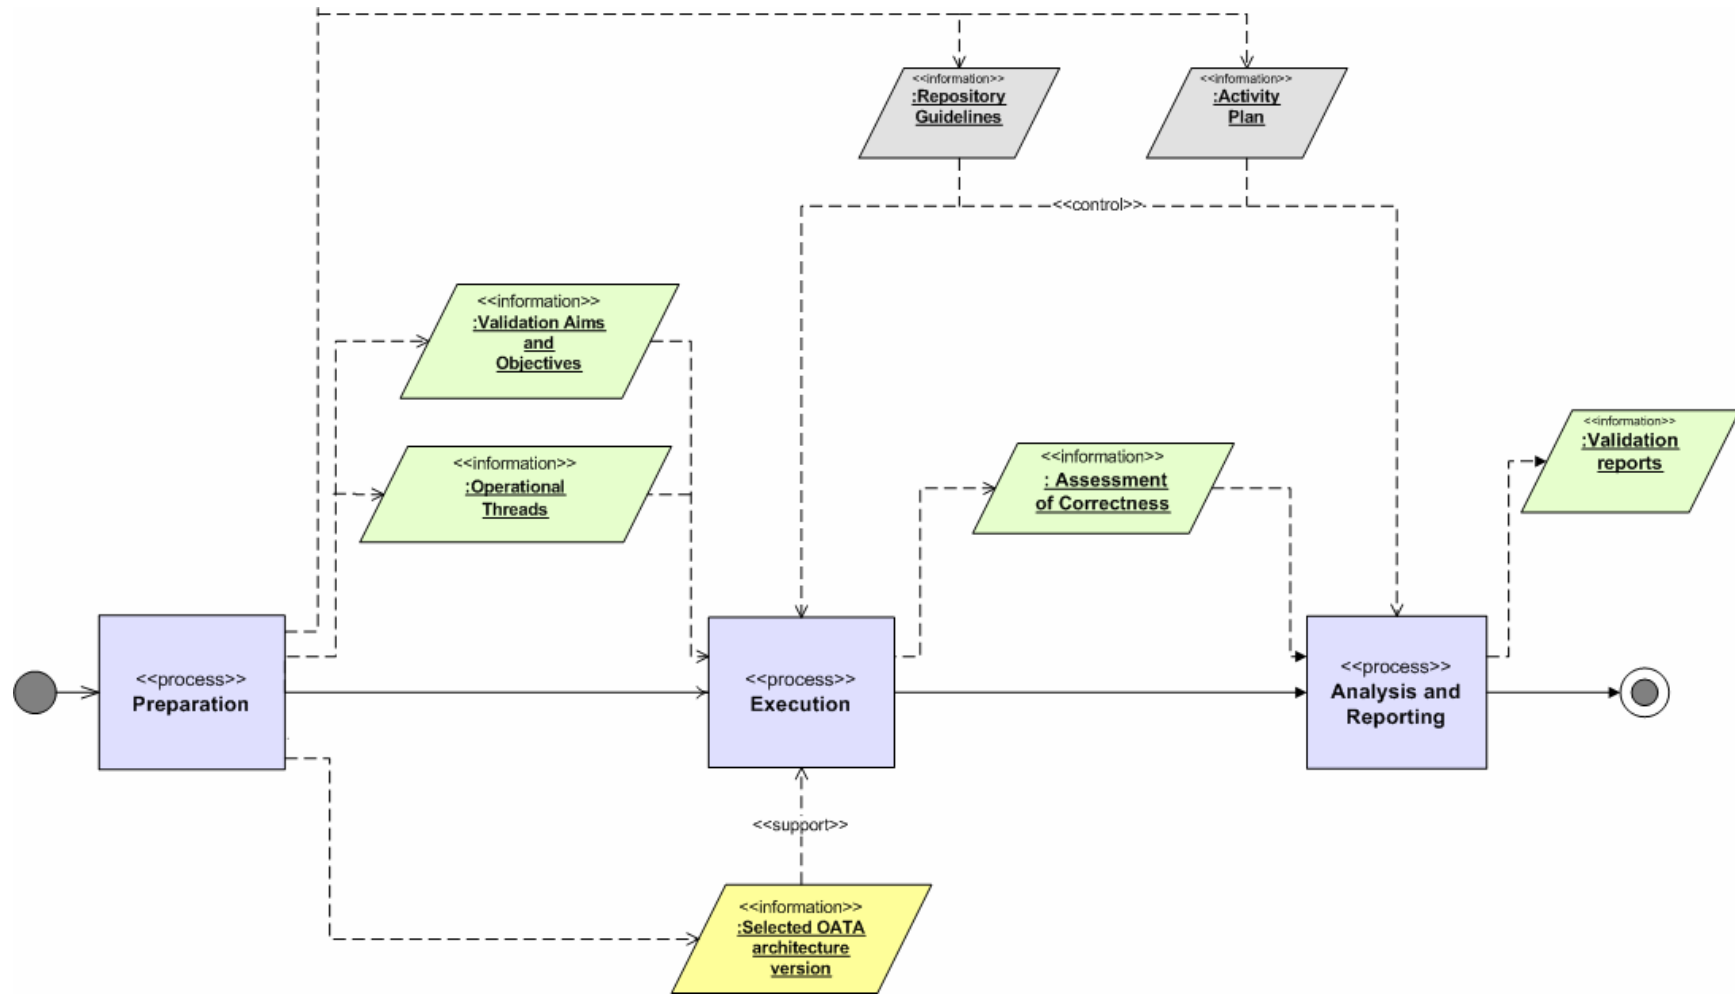 <<information>>
:Repository
Guidelines
<<information>>
:Activity
Plan
<<control>>
<<information>>
:Validation Aims
and
Objectives
<<information>>
:Operational
Threads
<<information>>
: Assessment
of Correctness
<<information>>
:Validation
reports
<<process>>
Preparation
<<process>>
Execution
<<process>>
Analysis and
Reporting
<<support>>
<<information>>
:Selected OATA
architecture
version